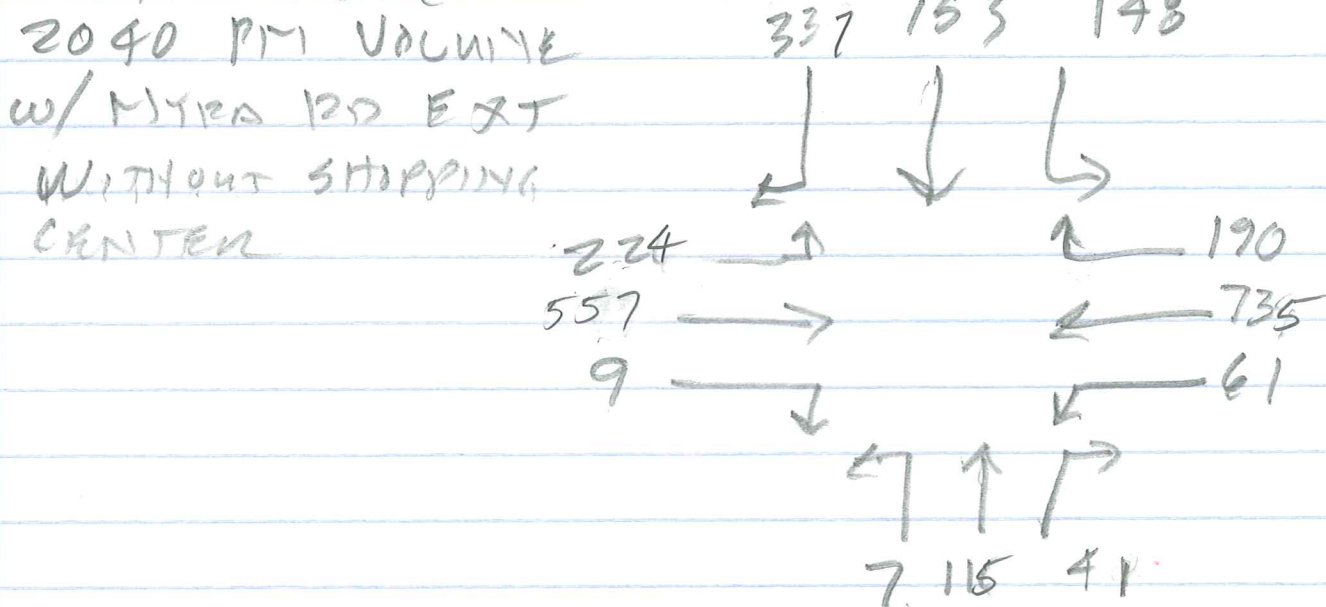 2040 PM VOLUME 337 153 148
W/ MYRA RD EXT
WITHOUT SHOPPING
CENTER
224 190
557 735
9 61
7 115 41